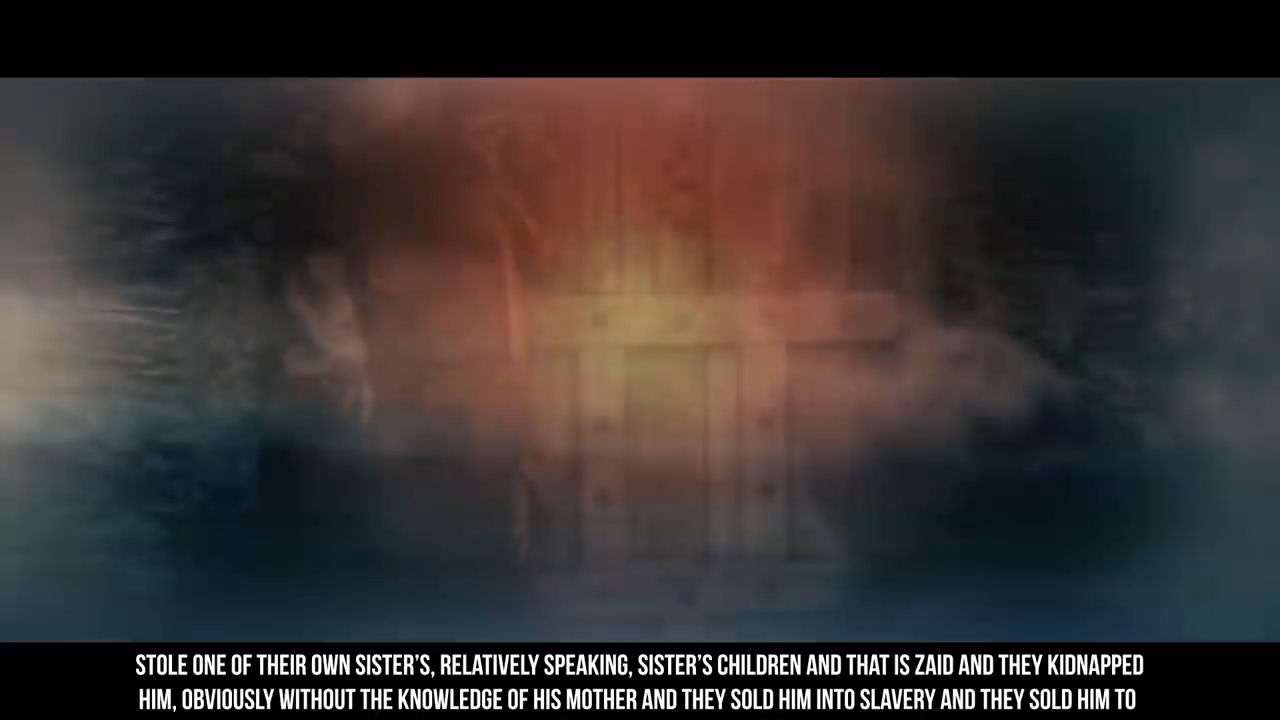 STOLE ONE OF THEIR OWN SISTER'S, RELATIVELY SPEAKING, SISTER'S CHILDREN AND THAT IS ZAID AND THEY KIDNAPPED
HIM, OBVIOUSLY WITHOUT THE KNOWLEDGE OF HIS MOTHER AND THEY SOLD HIM INTO SLAVERY AND THEY SOLD HIM TO